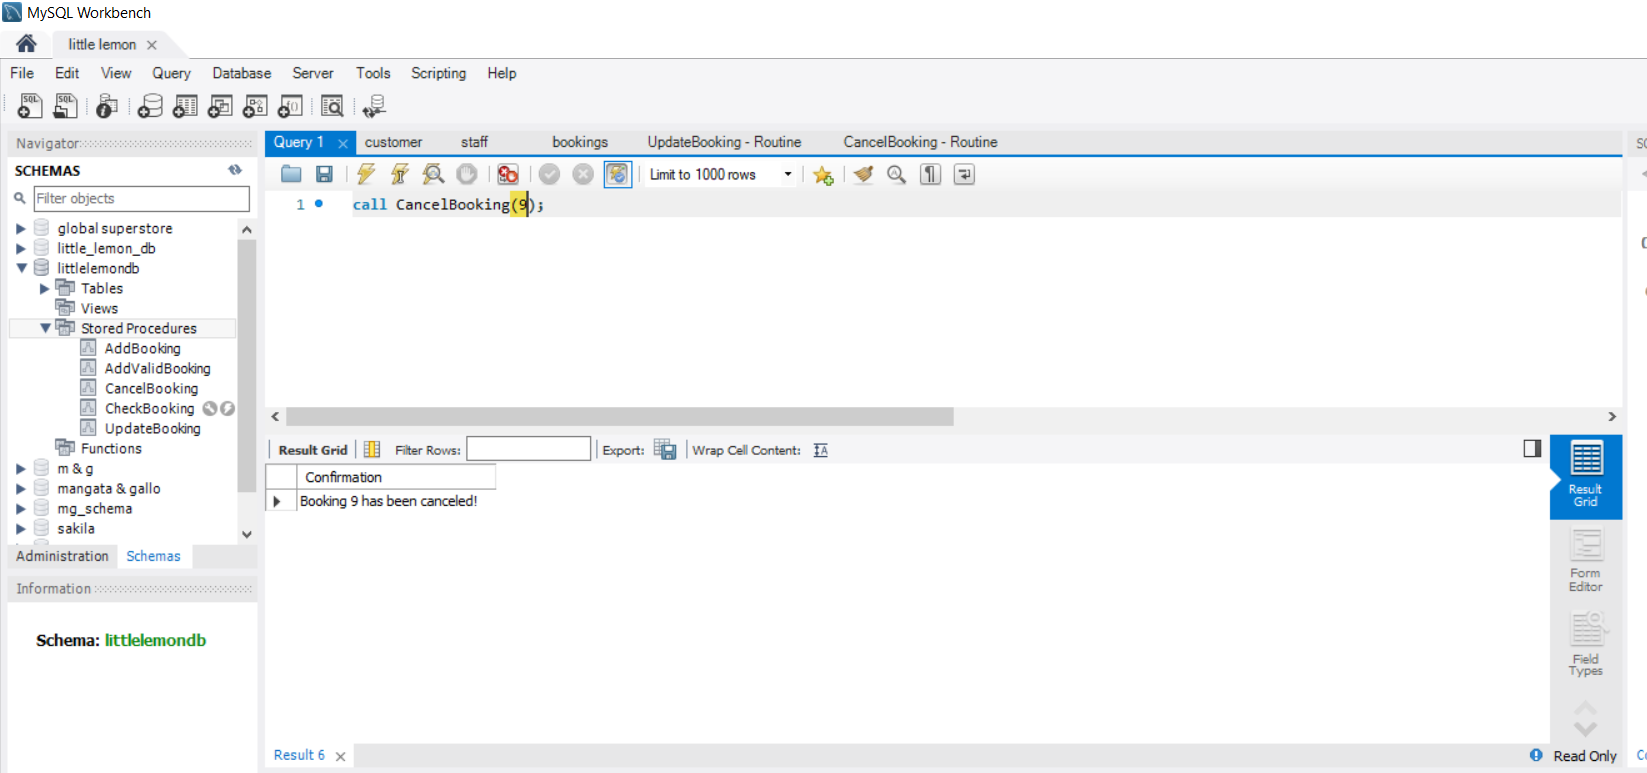 MySQL Workbench
little lemon
File Edit View Query Database Server Tools Scripting Help
SQL SQL
Navigator
SCHEMAS
Filter objects
global superstore
little_lemon_db
littlelemondb
Tables
Views
Stored Procedures
AddBooking
AddValidBooking
CancelBooking
CheckBooking
UpdateBooking
Functions
m & g
mangata & gallo
mg_schema
sakila
Administration Schemas
Information
Schema: littlelemondb
Query 1 customer staff bookings UpdateBooking - Routine CancelBooking - Routine
Limit to 1000 rows
1 call CancelBooking(9);
Result Grid Filter Rows: Export: Wrap Cell Content:
Confirmation
Booking 9 has been canceled!
Result
Grid
Form
Editor
Field
Types
Result 6
Read Only